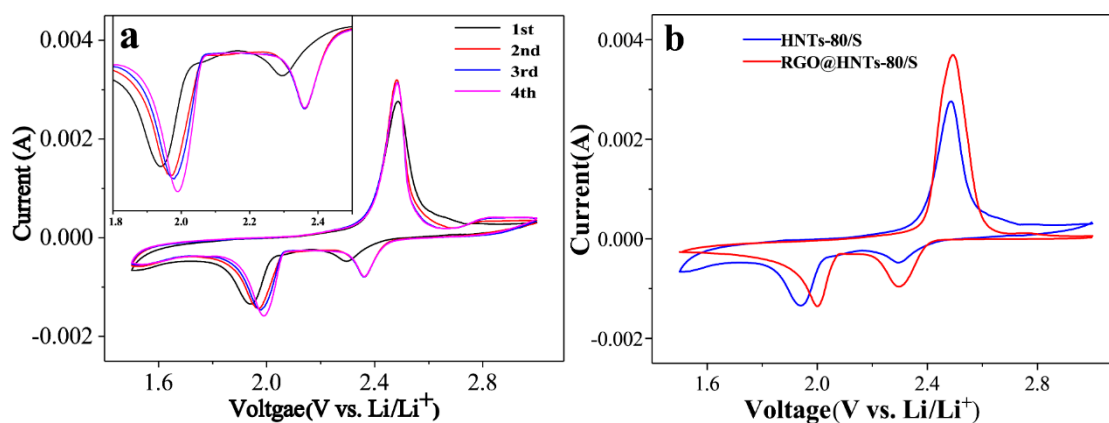 a
1st
2nd
3rd
4th
1.8 2.0 2.2 2.4
0.004
0.002
0.000
-0.002
Current (A)
1.6 2.0 2.4 2.8
Voltgae(V vs. Li/Li+)
b
HNTs-80/S
RGO@HNTs-80/S
0.004
0.002
0.000
-0.002
Current(A)
1.6 2.0 2.4 2.8
Voltage(V vs. Li/Li+)